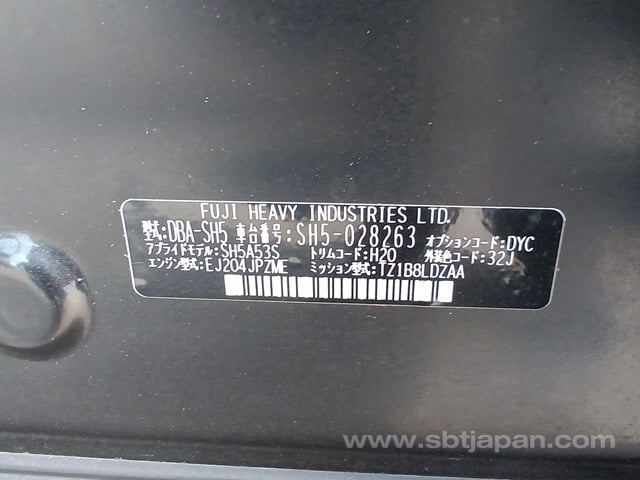 FUJI HEAVY INDUSTRIES LTD.
型式:DBA-SH5 車台番号:SH5-028263 オプションコード:DYC
アプライドモデル:SH5A53S トリムコード:H20 外装色コード:32J
エンジン型式:EJ204JPZME ミッション型式:TZ1B8LDZAA
www.sbtjapan.com